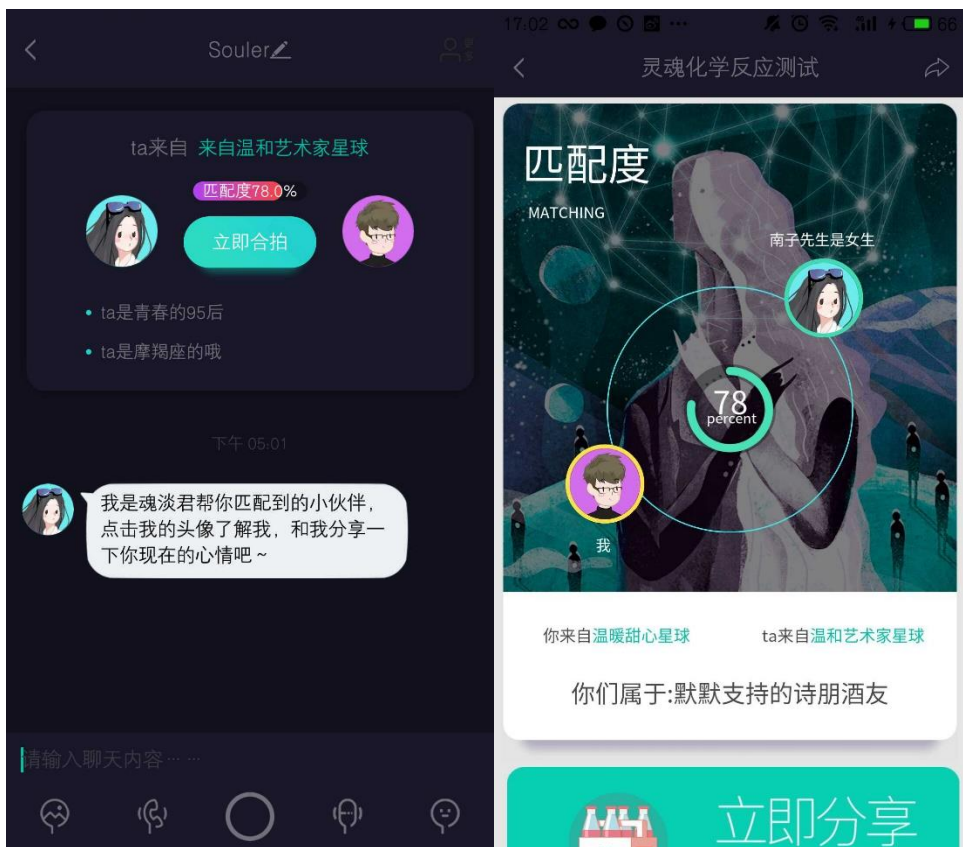 Souler
ta来自 来自温和艺术家星球
匹配度78.0%
立即合拍
ta是青春的95后
ta是摩羯座的哦
下午 05:01
我是魂淡君帮你匹配到的小伙伴，
点击我的头像了解我，和我分享一
下你现在的心情吧～
请输入聊天内容……
17:02
66
灵魂化学反应测试
匹配度
MATCHING
南子先生是女生
78
percent
我
你来自温暖甜心星球
ta来自温和艺术家星球
你们属于:默默支持的诗朋酒友
立即分享